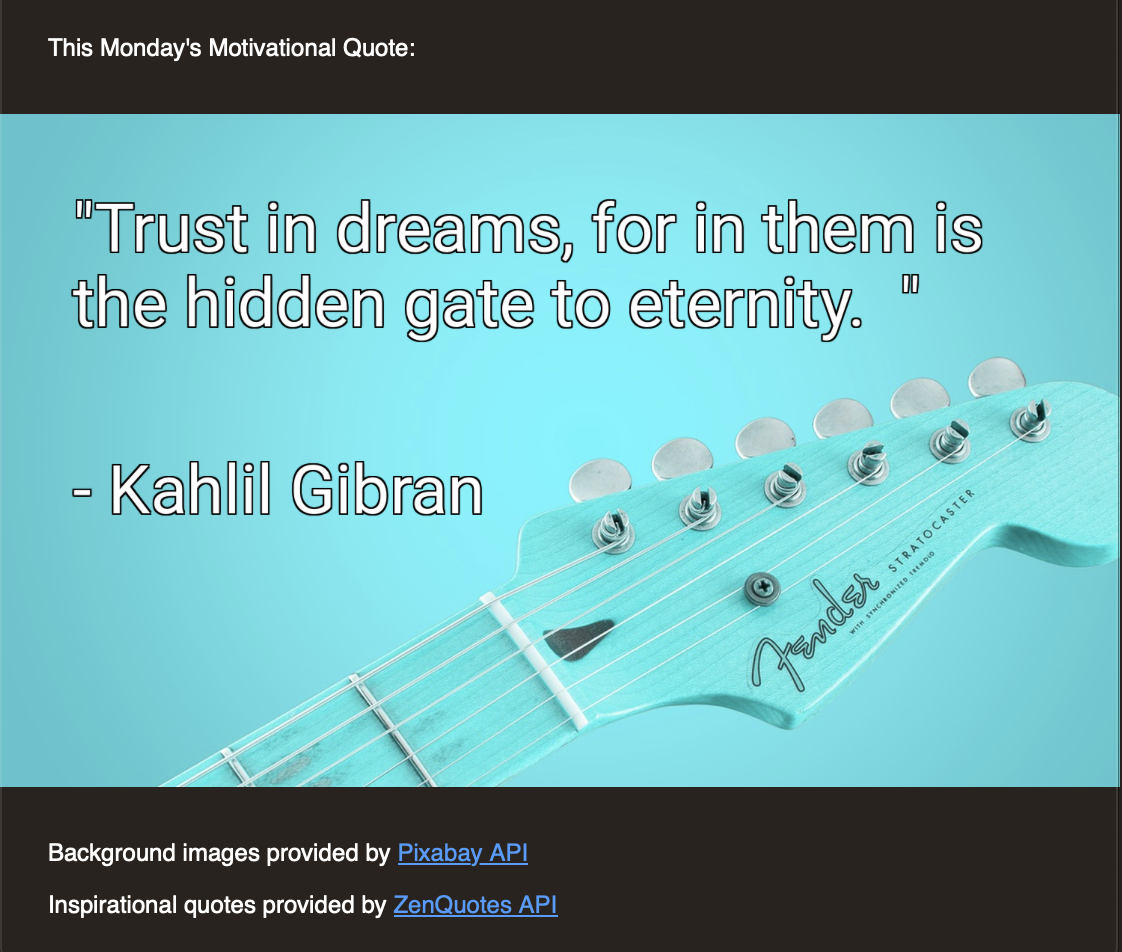 This Monday's Motivational Quote:
"Trust in dreams, for in them is
the hidden gate to eternity.  "
- Kahlil Gibran
Fender
STRATOCASTER
WITH SYNCHRONIZED TREMOLO
Background images provided by Pixabay API
Inspirational quotes provided by ZenQuotes API